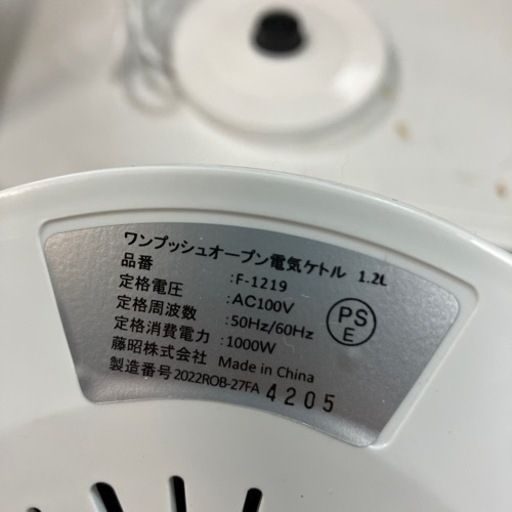 ワンプッシュオープン電気ケトル 1.2L
品番 :F-1219
定格電圧 :AC100V
定格周波数 :50Hz/60Hz
定格消費電力 :1000W
藤昭株式会社 Made in China
製造番号 2022ROB-27FA 4205
PS
E